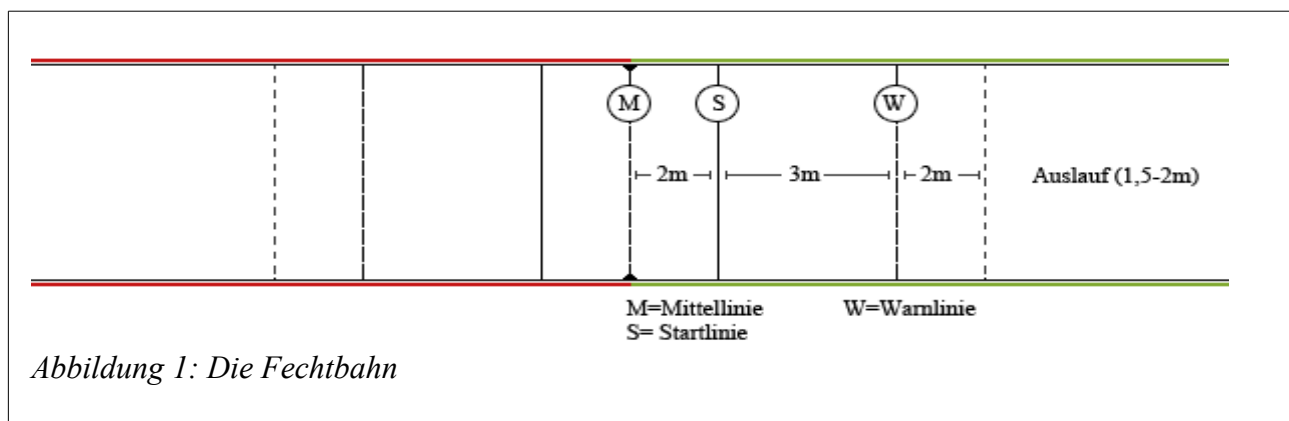 M S W
2m 3m 2m Auslauf (1,5-2m)
M=Mittellinie W=Warnlinie
S= Startlinie
Abbildung 1: Die Fechtbahn